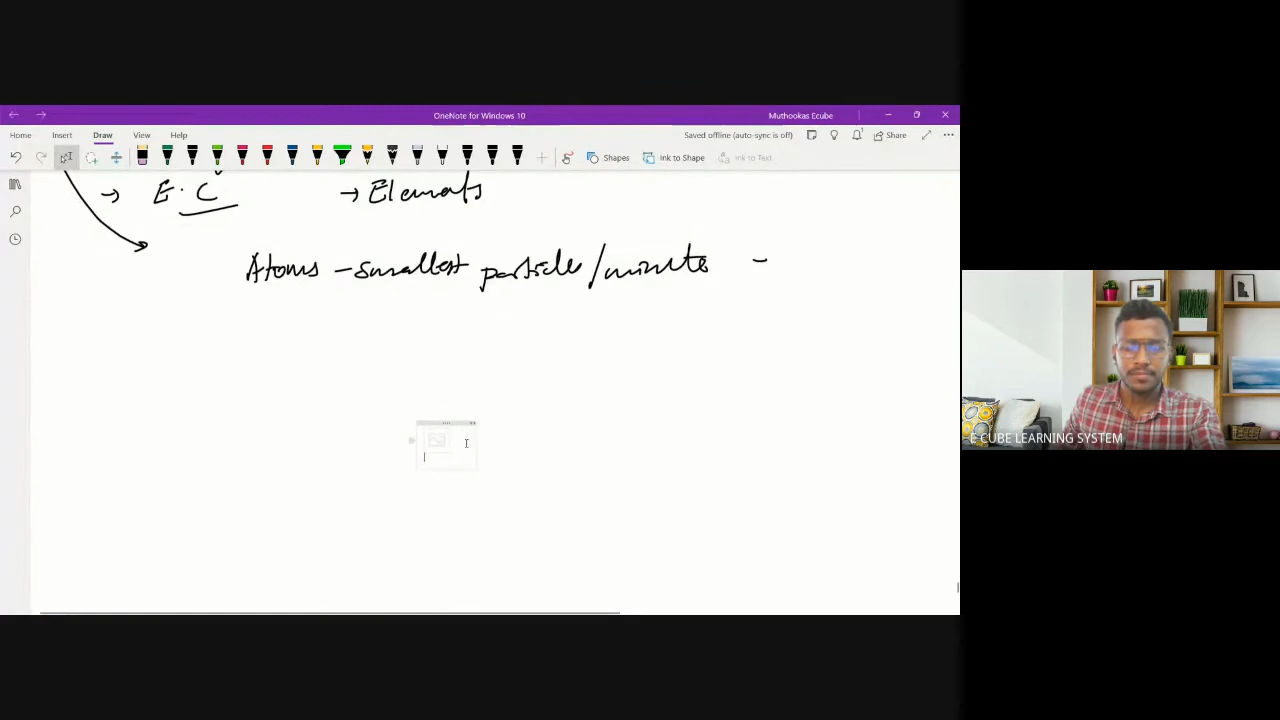 OneNote for Windows 10
Muthookas Ecube
Home Insert Draw View Help
Saved offline (auto-sync is off) Share
Shapes Ink to Shape Ink to Text
→ E.C → Elements
Atoms - smallest particles/minute -
E CUBE LEARNING SYSTEM